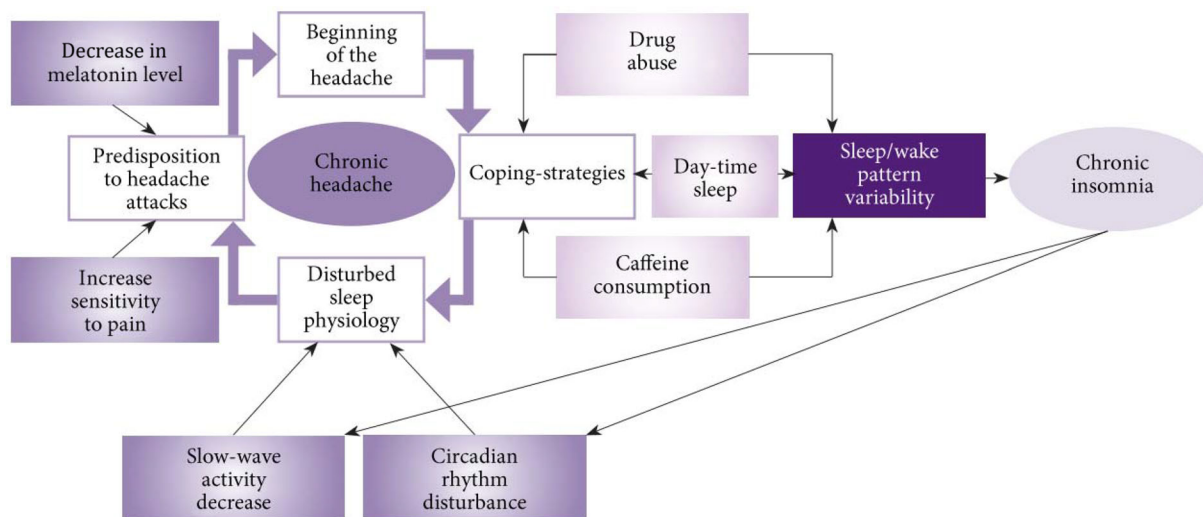 Decrease in
melatonin level
Beginning
of the
headache
Drug
abuse
Predisposition
to headache
attacks
Chronic
headache
Coping-strategies
Day-time
sleep
Sleep/wake
pattern
variability
Chronic
insomnia
Increase
sensitivity
to pain
Disturbed
sleep
physiology
Caffeine
consumption
Slow-wave
activity
decrease
Circadian
rhythm
disturbance